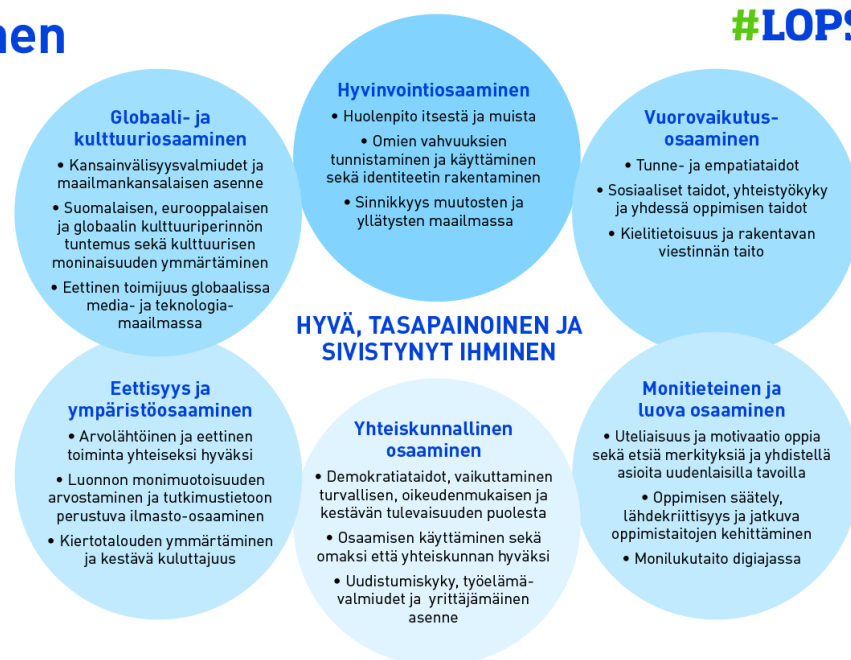 #LOPS
Hyvinvointiosaaminen
• Huolenpito itsestä ja muista
• Omien vahvuuksien
tunnistaminen ja käyttäminen
sekä identiteetin rakentaminen
• Sinnikkyys muutosten ja
yllätysten maailmassa
Globaali- ja
kulttuuriosaaminen
• Kansainvälisyysvalmiudet ja
maailmankansalaisen asenne
• Suomalaisen, eurooppalaisen
ja globaalin kulttuuriperinnön
tuntemus sekä kulttuurisen
moninaisuuden ymmärtäminen
• Eettinen toimijuus globaalissa
media- ja teknologia-
maailmassa
Vuorovaikutus-
osaaminen
• Tunne- ja empatiataidot
• Sosiaaliset taidot, yhteistyökyky
ja yhdessä oppimisen taidot
• Kielitietoisuus ja rakentavan
viestinnän taito
HYVÄ, TASAPAINOINEN JA
SIVISTYNYT IHMINEN
Eettisyys ja
ympäristöosaaminen
• Arvolähtöinen ja eettinen
toiminta yhteiseksi hyväksi
• Luonnon monimuotoisuuden
arvostaminen ja tutkimustietoon
perustuva ilmasto-osaaminen
• Kiertotalouden ymmärtäminen
ja kestävä kuluttajuus
Yhteiskunnallinen
osaaminen
• Demokratiataidot, vaikuttaminen
turvallisen, oikeudenmukaisen ja
kestävän tulevaisuuden puolesta
• Osaamisen käyttäminen sekä
omaksi että yhteiskunnan hyväksi
• Uudistumiskyky, työelämä-
valmiudet ja yrittäjämäinen
asenne
Monitieteinen ja
luova osaaminen
• Uteliaisuus ja motivaatio oppia
sekä etsiä merkityksiä ja yhdistellä
asioita uudenlaisilla tavoilla
• Oppimisen säätely,
lähdekriittisyys ja jatkuva
oppimistaitojen kehittäminen
• Monilukutaito digiajassa